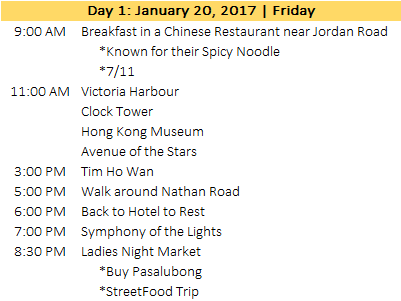 Day 1: January 20, 2017 | Friday
9:00 AM Breakfast in a Chinese Restaurant near Jordan Road
*Known for their Spicy Noodle
*7/11
11:00 AM Victoria Harbour
Clock Tower
Hong Kong Museum
Avenue of the Stars
3:00 PM Tim Ho Wan
5:00 PM Walk around Nathan Road
6:00 PM Back to Hotel to Rest
7:00 PM Symphony of the Lights
8:30 PM Ladies Night Market
*Buy Pasalubong
*StreetFood Trip